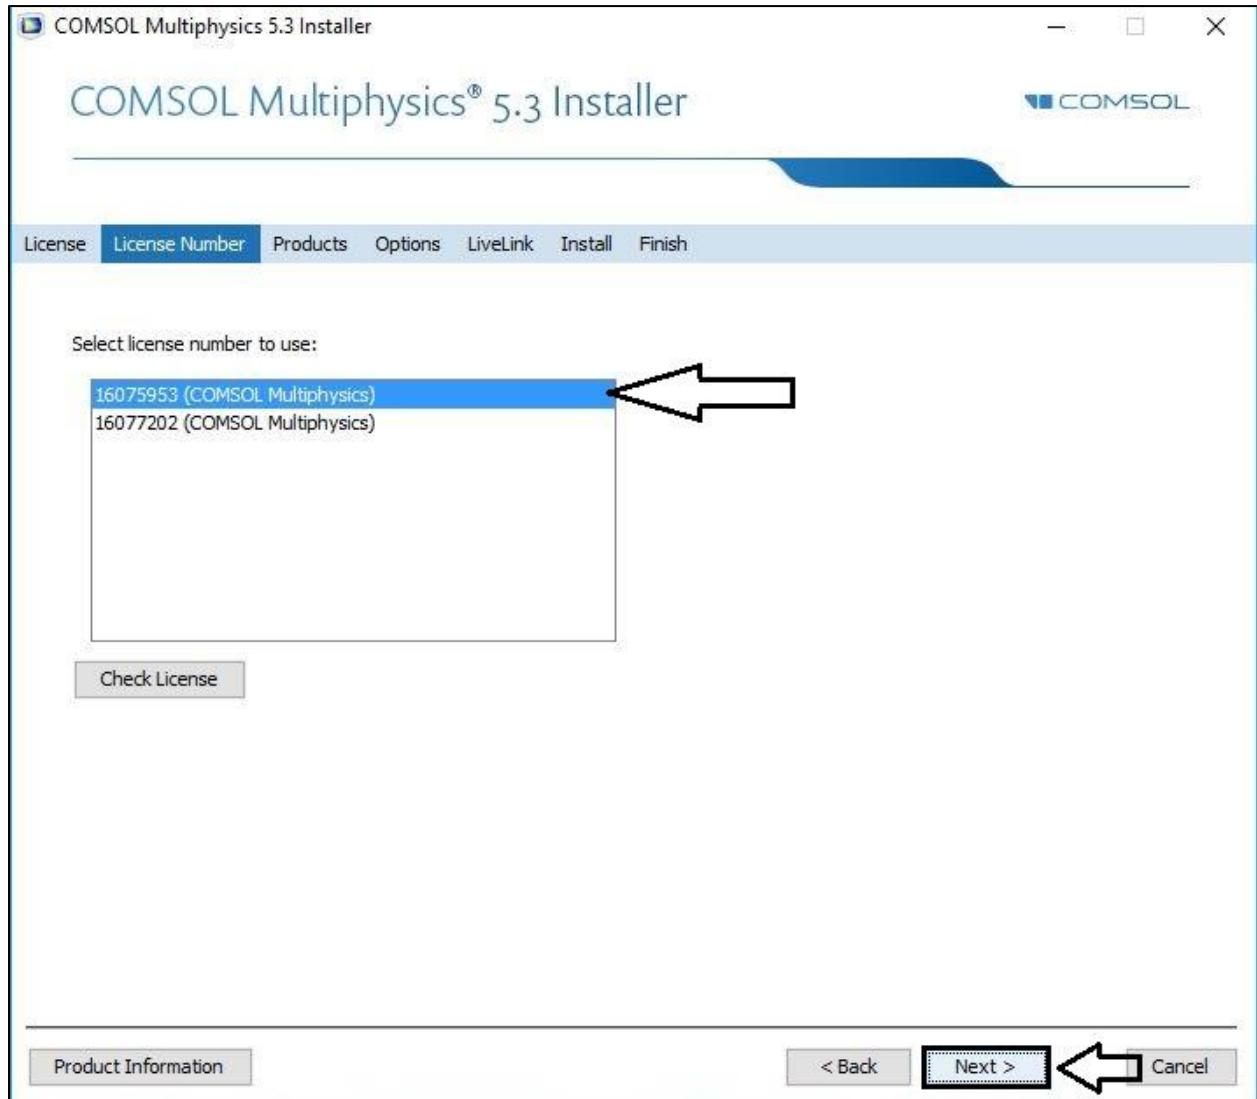 COMSOL Multiphysics 5.3 Installer
COMSOL Multiphysics® 5.3 Installer
COMSOL
License License Number Products Options LiveLink Install Finish
Select license number to use:
16075953 (COMSOL Multiphysics)
16077202 (COMSOL Multiphysics)
Check License
Product Information < Back Next > Cancel